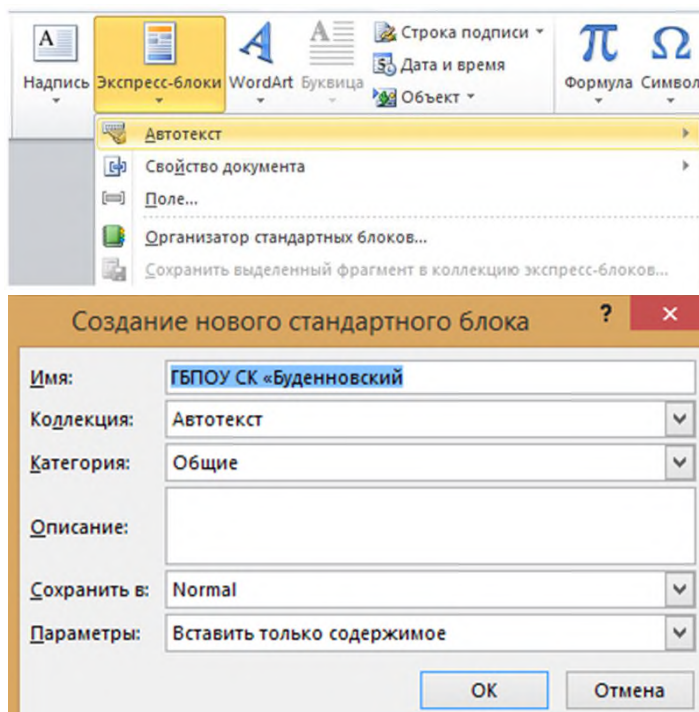 Строка подписи
Дата и время
Объект
Надпись Экспресс-блоки WordArt Буквица Формула Символ
Автотекст
Свойство документа
Поле...
Организатор стандартных блоков...
Сохранить выделенный фрагмент в коллекцию экспресс-блоков...
Создание нового стандартного блока
Имя: ГБПОУ СК «Буденновский
Коллекция: Автотекст
Категория: Общие
Описание:
Сохранить в: Normal
Параметры: Вставить только содержимое
ОК Отмена